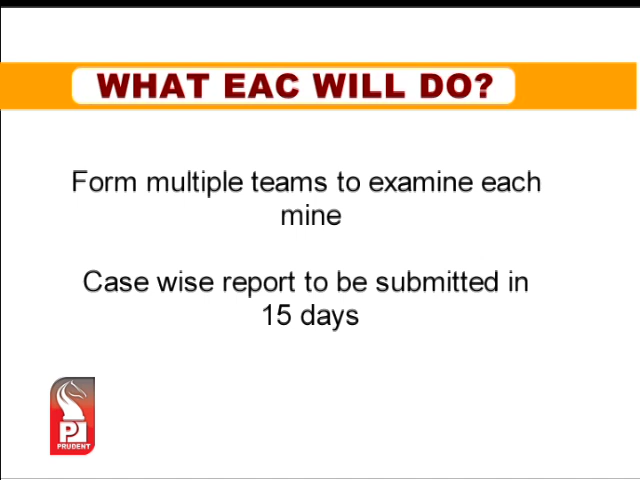 WHAT EAC WILL DO?
Form multiple teams to examine each
mine
Case wise report to be submitted in
15 days
P
PRUDENT